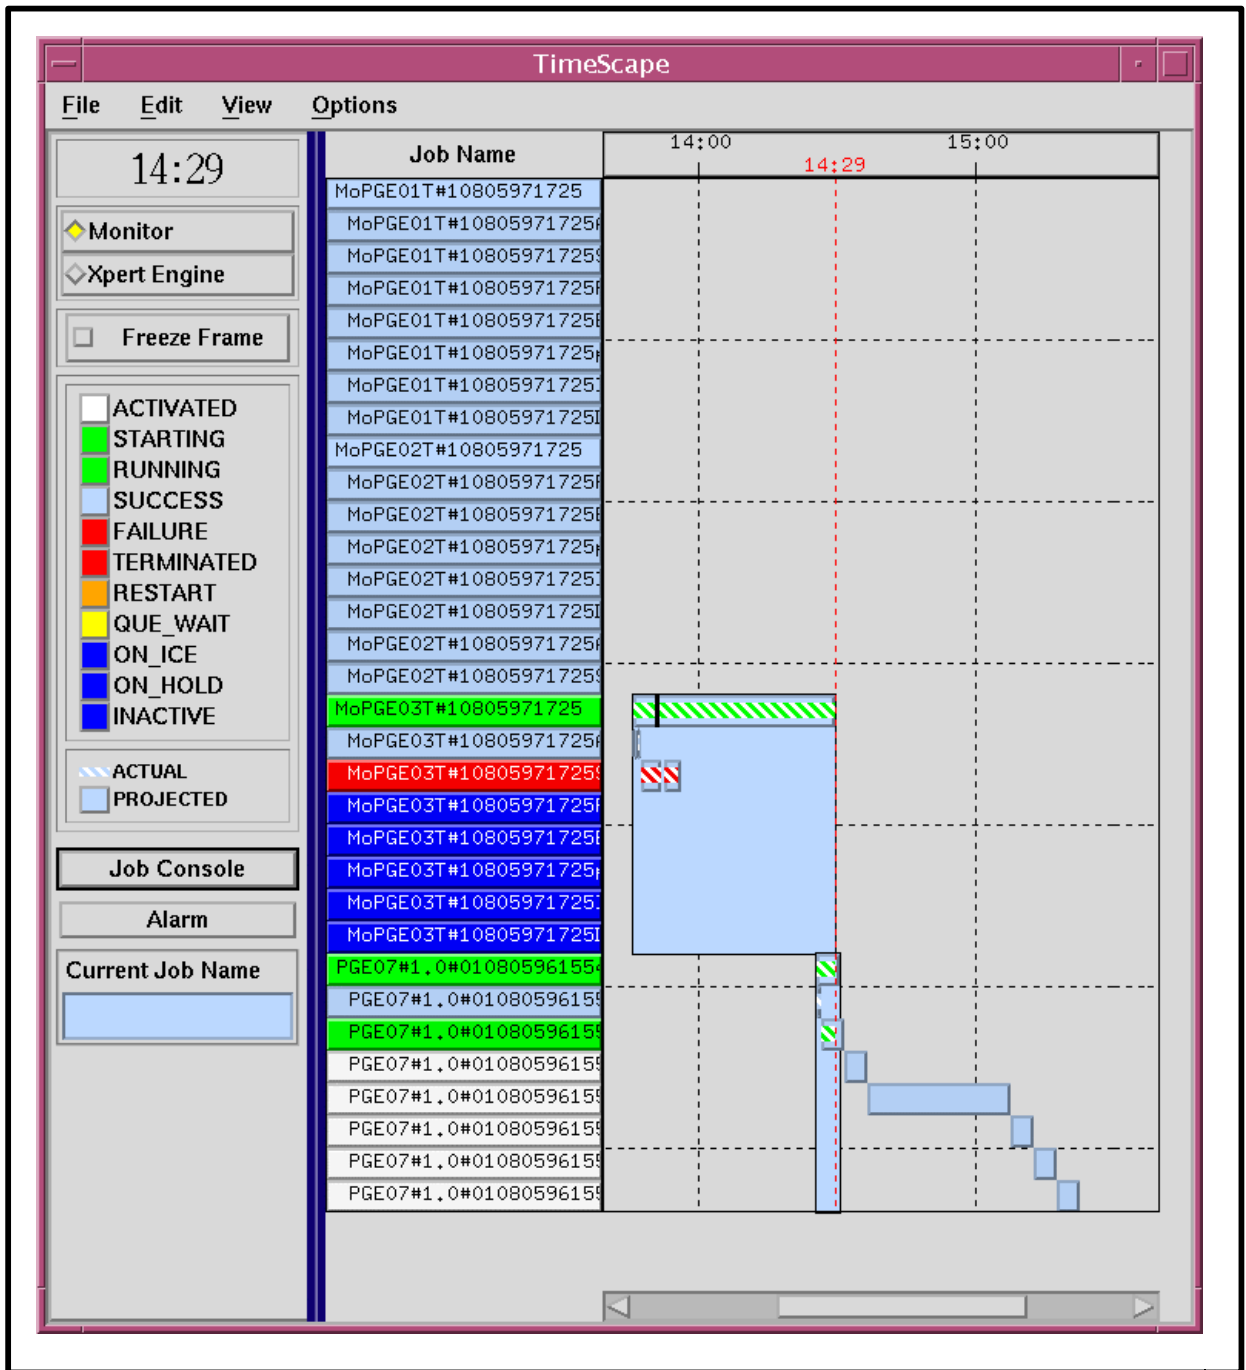 TimeScape
File Edit View Options
14:29
Monitor
Xpert Engine
Freeze Frame
ACTIVATED
STARTING
RUNNING
SUCCESS
FAILURE
TERMINATED
RESTART
QUE_WAIT
ON_ICE
ON_HOLD
INACTIVE
ACTUAL
PROJECTED
Job Console
Alarm
Current Job Name
Job Name
14:00 15:00
14:29
MoPGE01T#10805971725
MoPGE01T#10805971725
MoPGE01T#10805971725
MoPGE01T#10805971725
MoPGE01T#10805971725
MoPGE01T#10805971725
MoPGE01T#10805971725
MoPGE01T#10805971725
MoPGE02T#10805971725
MoPGE02T#10805971725
MoPGE02T#10805971725
MoPGE02T#10805971725
MoPGE02T#10805971725
MoPGE02T#10805971725
MoPGE02T#10805971725
MoPGE02T#10805971725
MoPGE03T#10805971725
MoPGE03T#10805971725
MoPGE03T#10805971725
MoPGE03T#10805971725
MoPGE03T#10805971725
MoPGE03T#10805971725
MoPGE03T#10805971725
MoPGE03T#10805971725
PGE07#1.0#010805961554
PGE07#1.0#01080596155
PGE07#1.0#01080596155
PGE07#1.0#01080596155
PGE07#1.0#01080596155
PGE07#1.0#01080596155
PGE07#1.0#01080596155
PGE07#1.0#01080596155